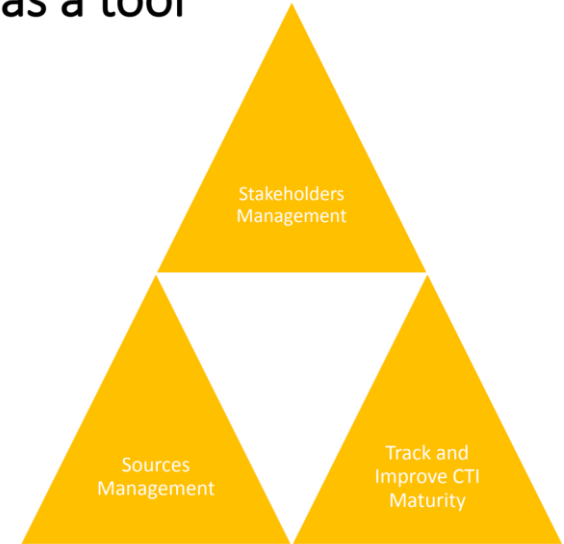 as a tool
Stakeholders
Management
Sources
Management
Track and
Improve CTI
Maturity